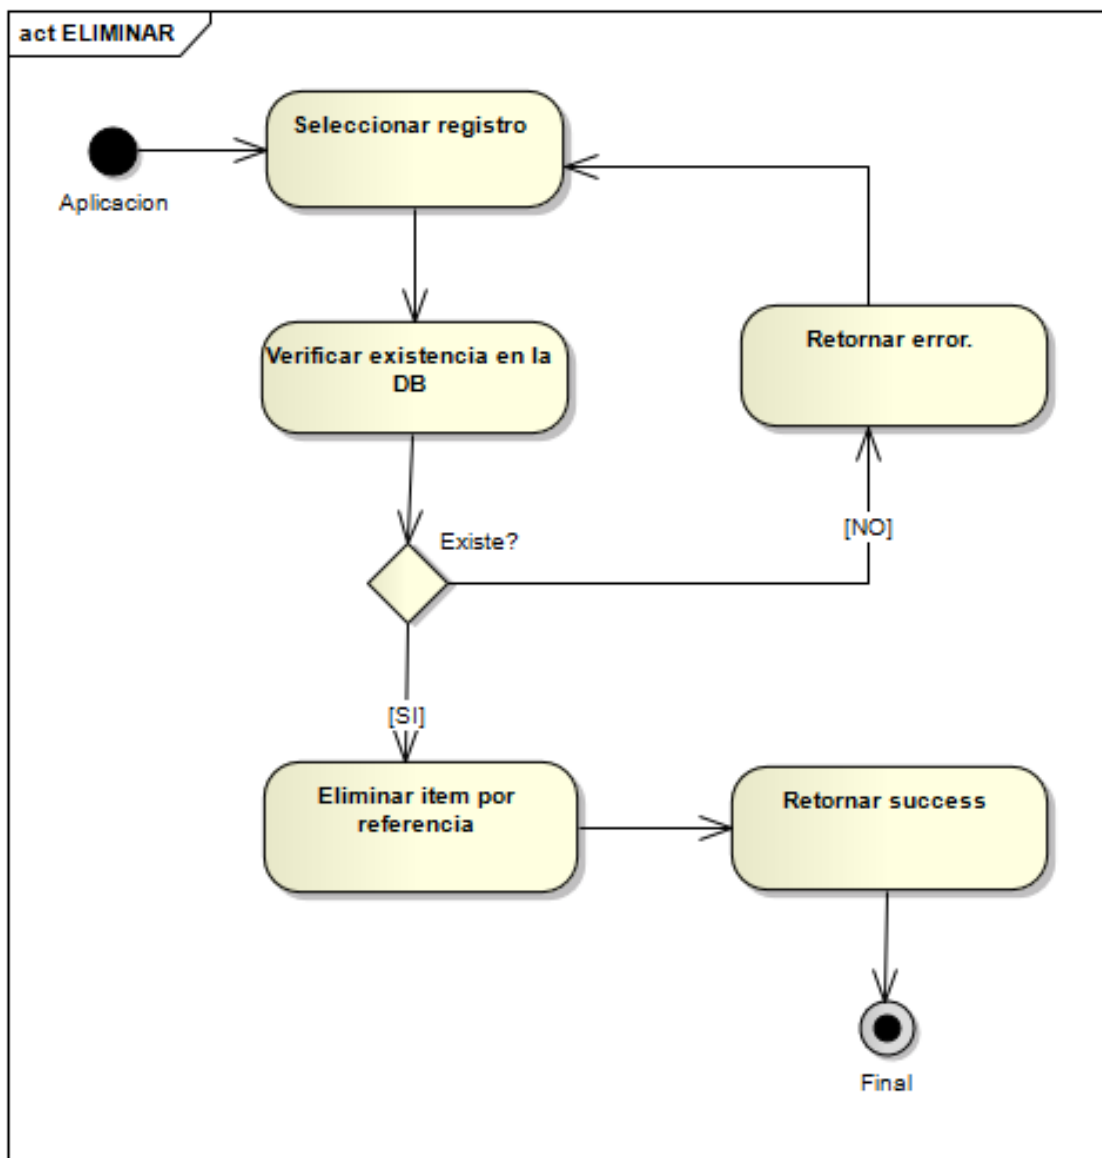 act ELIMINAR
Seleccionar registro
Aplicacion
Verificar existencia en la
DB
Retornar error.
Existe?
[NO]
[SI]
Eliminar item por
referencia
Retornar success
Final